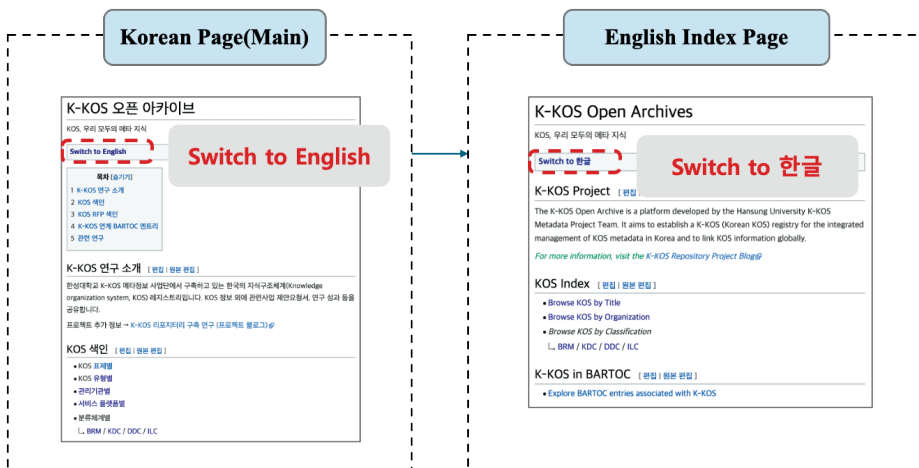 Korean Page(Main)
K-KOS 오픈 아카이브
KOS, 우리 모두의 메타 지식
Switch to English
Switch to English
목차 [숨기기]
1 K-KOS 연구 소개
2 KOS 색인
3 KOS RFP 색인
4 K-KOS 연계 BARTOC 엔트리
5 관련 연구
K-KOS 연구 소개 [ 편집 | 원본 편집 ]
한성대학교 K-KOS 메타정보 사업단에서 구축하고 있는 한국의 지식구조체계(Knowledge
organization system, KOS) 레지스트리입니다. KOS 정보 외에 관련사업 제안요청서, 연구 성과 등을
공유합니다.
프로젝트 추가 정보 → K-KOS 리포지터리 구축 연구 (프로젝트 블로그)
KOS 색인 [ 편집 | 원본 편집 ]
• KOS 표제별
• KOS 유형별
• 관리기관별
• 서비스 플랫폼별
• 분류체계별
BRM / KDC / DDC / ILC
English Index Page
K-KOS Open Archives
KOS, 우리 모두의 메타 지식
Switch to 한글
Switch to 한글
K-KOS Project [ 편집
The K-KOS Open Archive is a platform developed by the Hansung University K-KOS
Metadata Project Team. It aims to establish a K-KOS (Korean KOS) registry for the integrated
management of KOS metadata in Korea and to link KOS information globally.
For more information, visit the K-KOS Repository Project Blog
KOS Index [ 편집 | 원본 편집 ]
• Browse KOS by Title
• Browse KOS by Organization
• Browse KOS by Classification
BRM / KDC / DDC / ILC
K-KOS in BARTOC [ 편집 | 원본 편집 ]
• Explore BARTOC entries associated with K-KOS